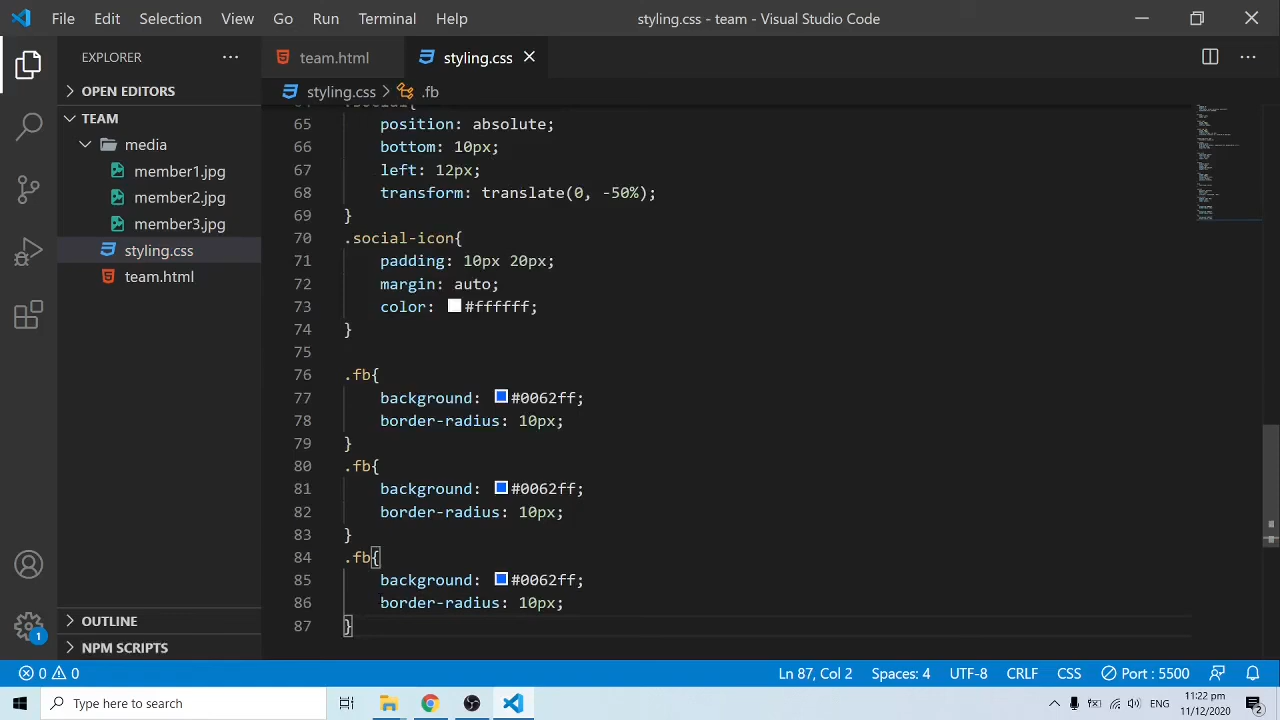 File Edit Selection View Go Run Terminal Help styling.css - team - Visual Studio Code
EXPLORER ···
team.html styling.css
OPEN EDITORS
styling.css > .fb
TEAM
media
member1.jpg
member2.jpg
member3.jpg
styling.css
team.html
65 position: absolute;
66 bottom: 10px;
67 left: 12px;
68 transform: translate(0, -50%);
69 }
70 .social-icon{
71 padding: 10px 20px;
72 margin: auto;
73 color: #ffffff;
74 }
75
76 .fb{
77 background: #0062ff;
78 border-radius: 10px;
79 }
80 .fb{
81 background: #0062ff;
82 border-radius: 10px;
83 }
84 .fb{
85 background: #0062ff;
86 border-radius: 10px;
87 }
OUTLINE
NPM SCRIPTS
1
0 0 Ln 87, Col 2 Spaces: 4 UTF-8 CRLF CSS Port : 5500
Type here to search
ENG
11:22 pm
11/12/2020
2